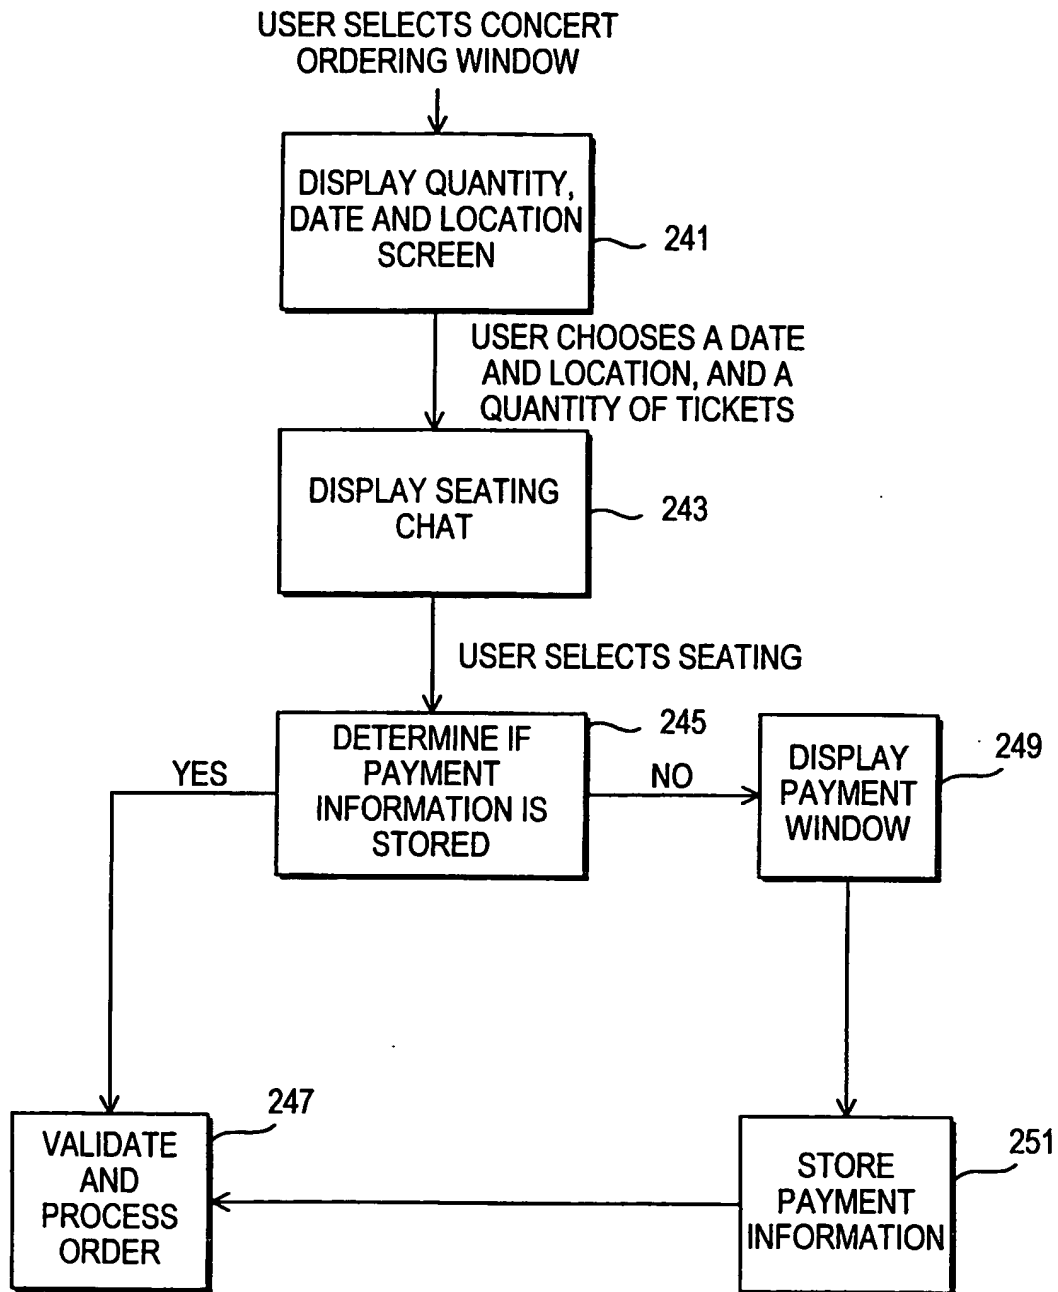 USER SELECTS CONCERT
ORDERING WINDOW
DISPLAY QUANTITY,
DATE AND LOCATION
SCREEN
241
USER CHOOSES A DATE
AND LOCATION, AND A
QUANTITY OF TICKETS
DISPLAY SEATING
CHAT
243
USER SELECTS SEATING
DETERMINE IF
PAYMENT
INFORMATION IS
STORED
245
YES
NO
DISPLAY
PAYMENT
WINDOW
249
VALIDATE
AND
PROCESS
ORDER
247
STORE
PAYMENT
INFORMATION
251